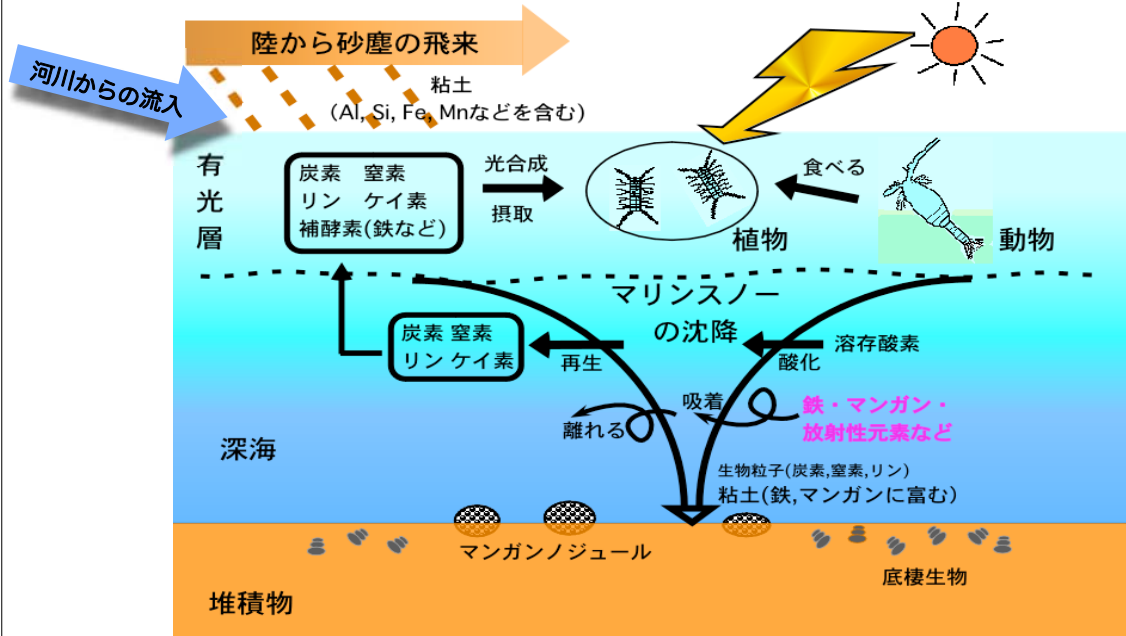 陸から砂塵の飛来
河川からの流入
粘土
(Al, Si, Fe, Mnなどを含む)
有光層
炭素 窒素
リン ケイ素
補酵素(鉄など)
光合成
摂取
植物
食べる
動物
マリンスノー
の沈降
炭素 窒素
リン ケイ素
再生
酸化
溶存酸素
吸着
離れる
鉄・マンガン・
放射性元素など
深海
生物粒子(炭素,窒素,リン)
粘土(鉄,マンガンに富む)
マンガンノジュール
底棲生物
堆積物